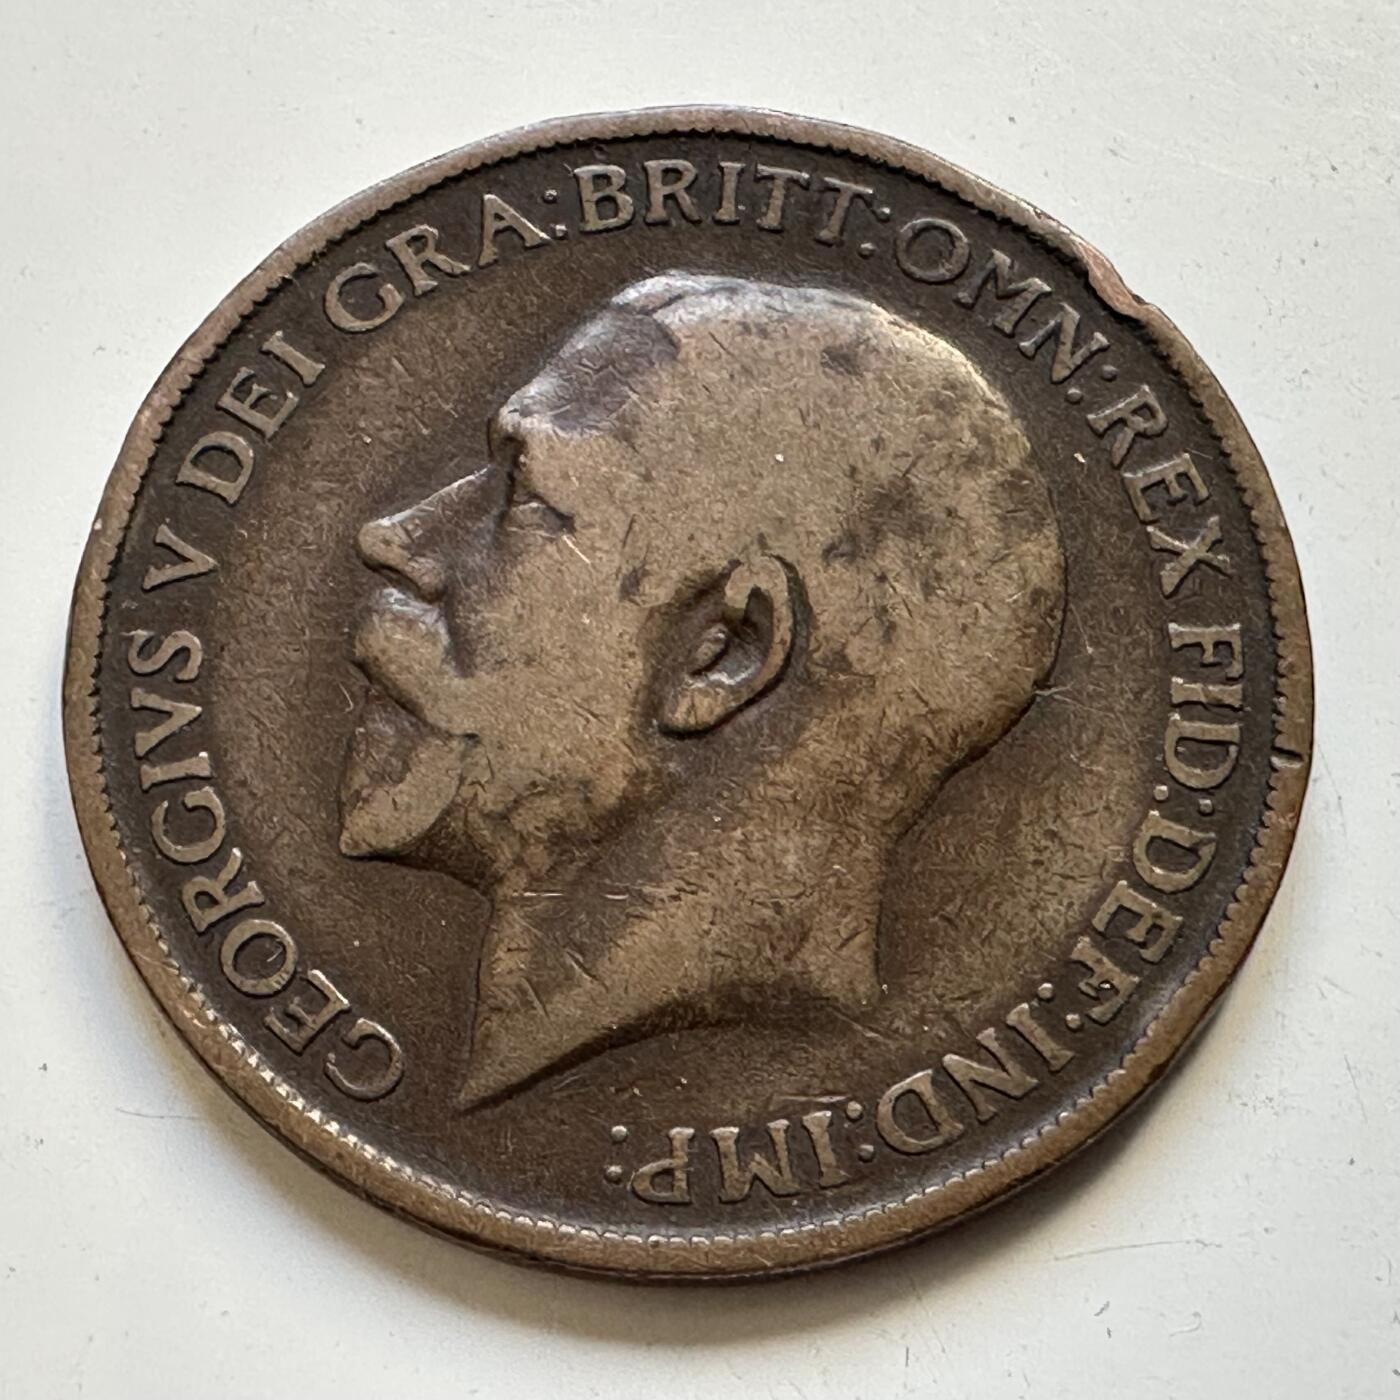 GEORGIVS V DEI GRA: BRITT: OMN: REX FID: DEF: IND: IMP: